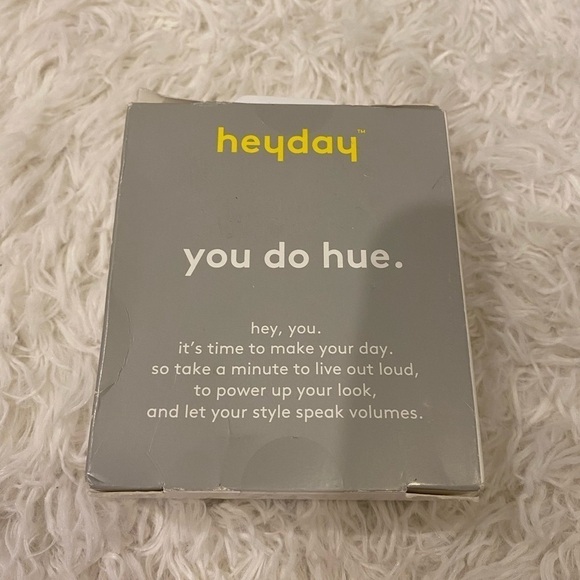 heyday™
you do hue.
hey, you.
it's time to make your day.
so take a minute to live out loud,
to power up your look,
and let your style speak volumes.